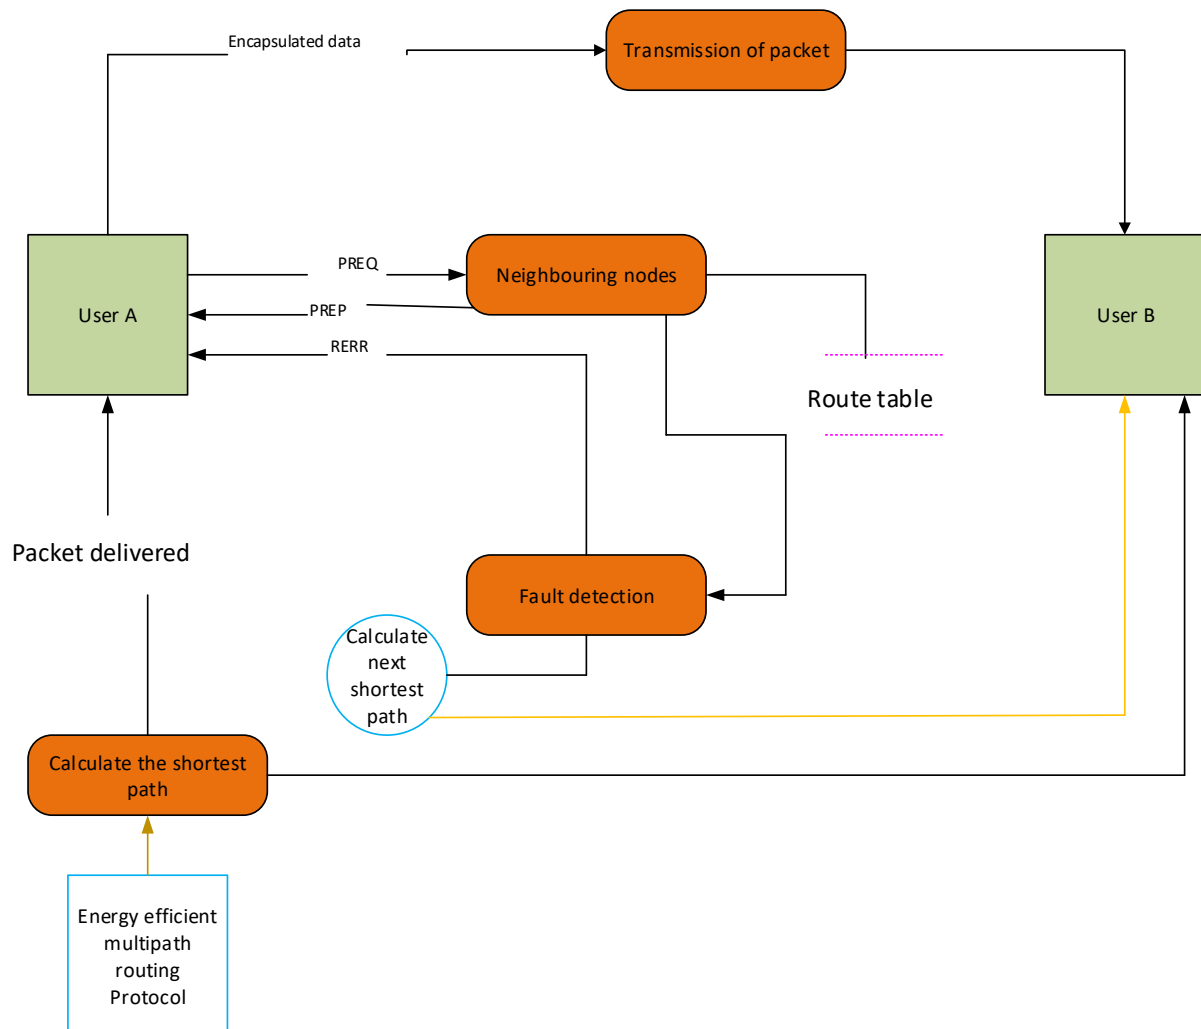 Encapsulated data
Transmission of packet
PREQ
Neighbouring nodes
User A
PREP
User B
RERR
Route table
Packet delivered
Fault detection
Calculate
next
shortest
path
Calculate the shortest
path
Energy efficient
multipath
routing
Protocol